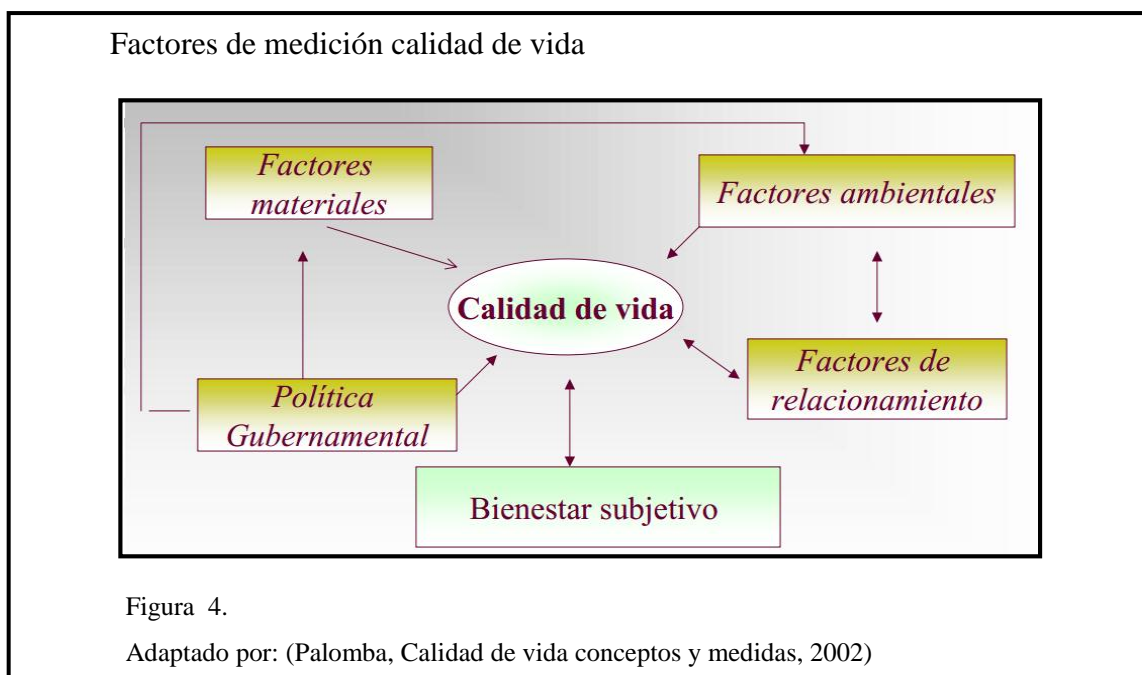 Factores de medición calidad de vida
Factores
materiales
Factores ambientales
Calidad de vida
Política
Gubernamental
Factores de
relacionamiento
Bienestar subjetivo
Figura 4.
Adaptado por: (Palomba, Calidad de vida conceptos y medidas, 2002)